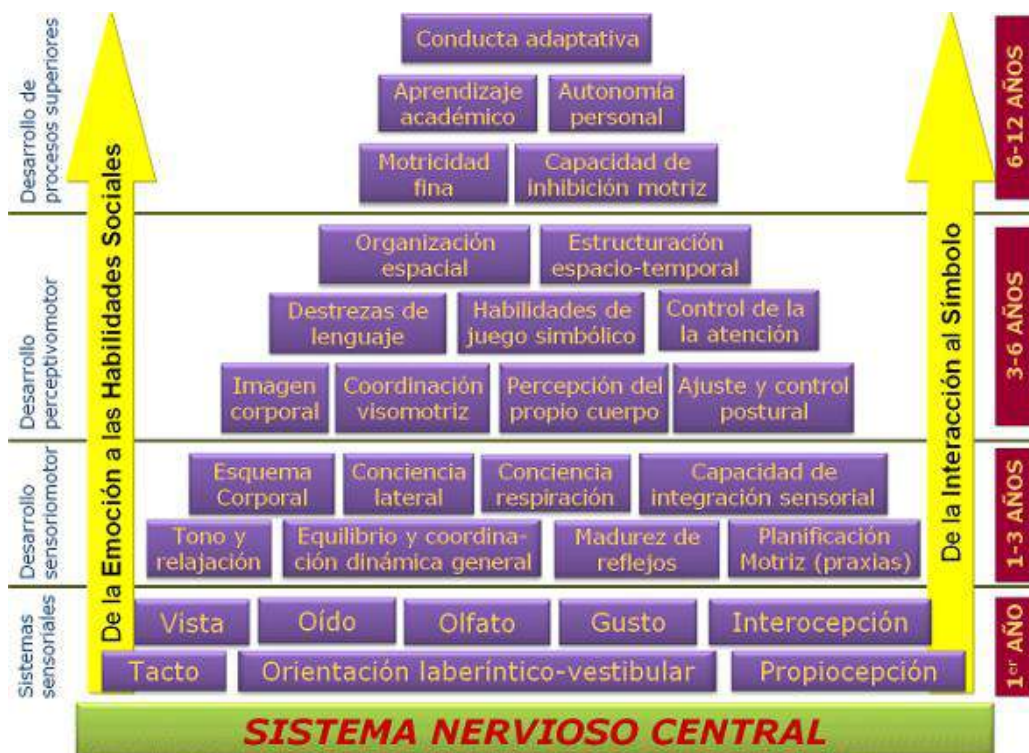 Conducta adaptativa
Aprendizaje
académico
Autonomía
personal
Motricidad
fina
Capacidad de
inhibición motriz
Desarrollo de
procesos superiores
6-12 AÑOS
Organización
espacial
Estructuración
espacio-temporal
Destrezas de
lenguaje
Habilidades de
juego simbólico
Control de la
la atención
Imagen
corporal
Coordinación
visomotriz
Percepción del
propio cuerpo
Ajuste y control
postural
Desarrollo
perceptivomotor
3-6 AÑOS
Esquema
Corporal
Conciencia
lateral
Conciencia
respiración
Capacidad de
integración sensorial
Tono y
relajación
Equilibrio y coordina-
ción dinámica general
Madurez de
reflejos
Planificación
Motriz (praxias)
Desarrollo
sensoriomotor
1-3 AÑOS
Vista
Oído
Olfato
Gusto
Interocepción
Tacto
Orientación laberíntico-vestibular
Propiocepción
Sistemas
sensoriales
1er AÑO
De la Emoción a las Habilidades Sociales
De la Interacción al Símbolo
SISTEMA NERVIOSO CENTRAL